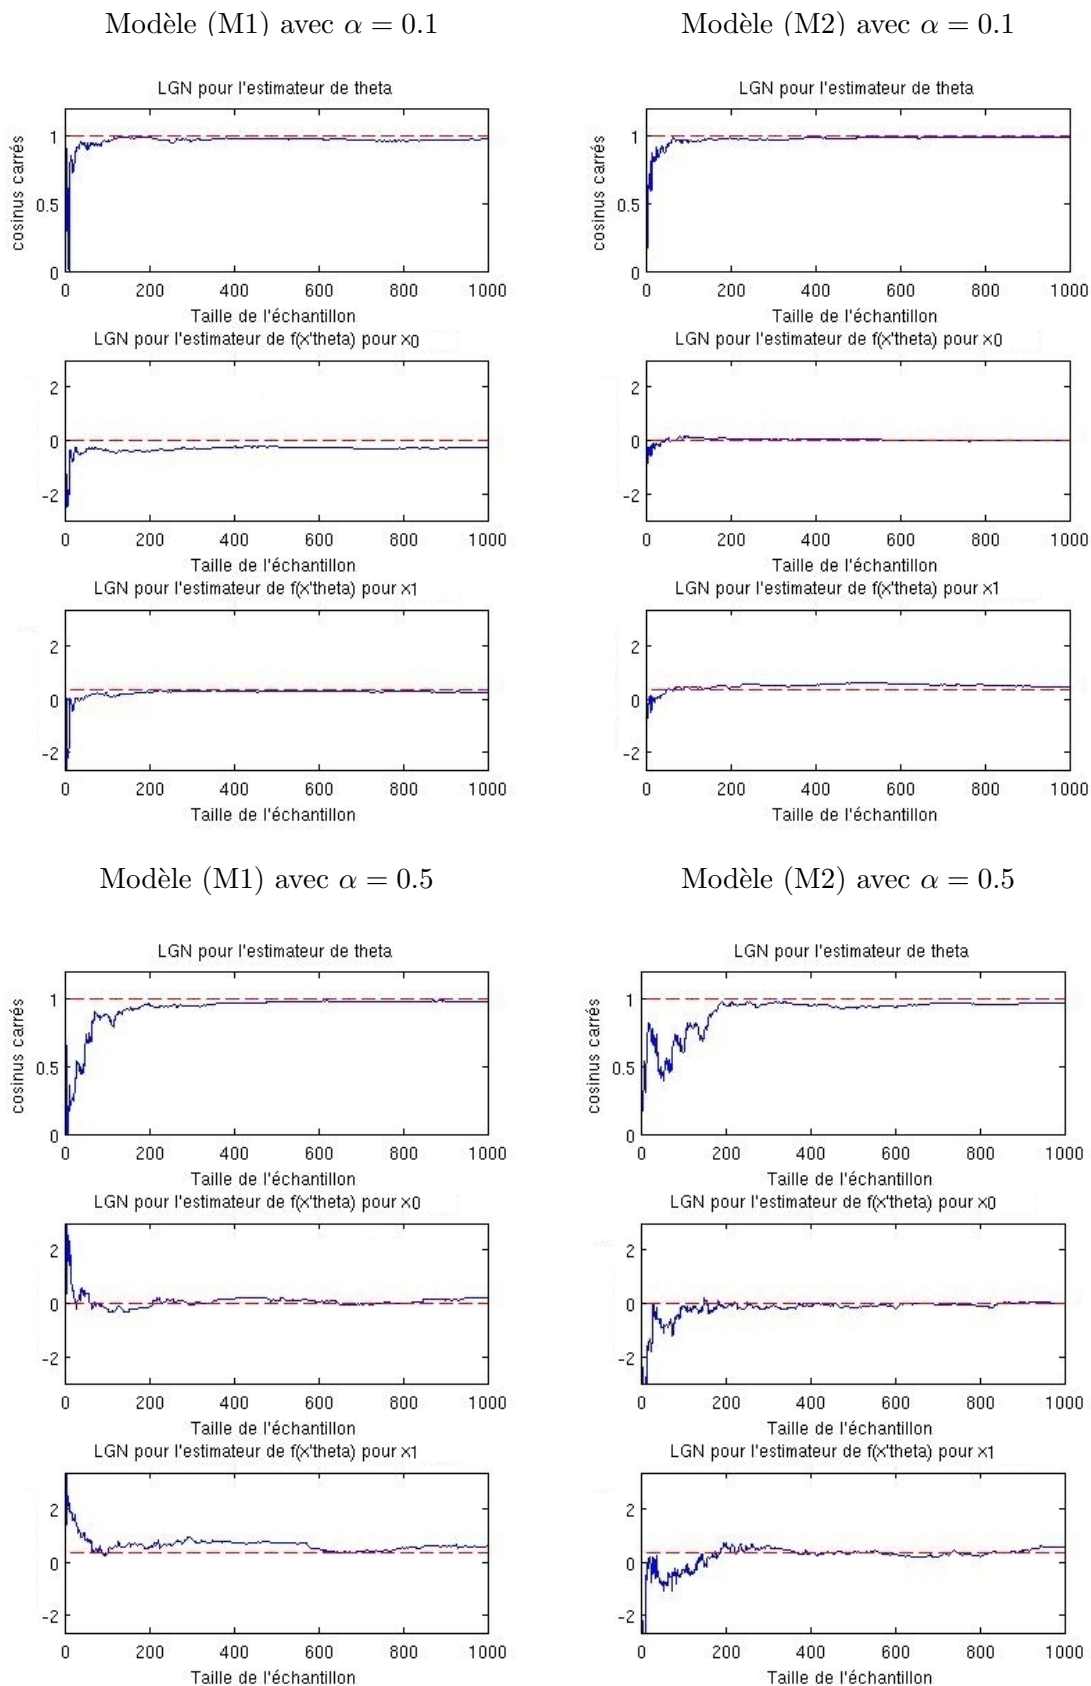 Modèle (M1) avec α = 0.1
LGN pour l'estimateur de theta
cosinus carrés
1
0.5
0
0 200 400 600 800 1000
Taille de l'échantillon
LGN pour l'estimateur de f(x'theta) pour x0
2
0
-2
0 200 400 600 800 1000
Taille de l'échantillon
LGN pour l'estimateur de f(x'theta) pour x1
2
0
-2
0 200 400 600 800 1000
Taille de l'échantillon
Modèle (M2) avec α = 0.1
LGN pour l'estimateur de theta
cosinus carrés
1
0.5
0
0 200 400 600 800 1000
Taille de l'échantillon
LGN pour l'estimateur de f(x'theta) pour x0
2
0
-2
0 200 400 600 800 1000
Taille de l'échantillon
LGN pour l'estimateur de f(x'theta) pour x1
2
0
-2
0 200 400 600 800 1000
Taille de l'échantillon
Modèle (M1) avec α = 0.5
LGN pour l'estimateur de theta
cosinus carrés
1
0.5
0
0 200 400 600 800 1000
Taille de l'échantillon
LGN pour l'estimateur de f(x'theta) pour x0
2
0
-2
0 200 400 600 800 1000
Taille de l'échantillon
LGN pour l'estimateur de f(x'theta) pour x1
2
0
-2
0 200 400 600 800 1000
Taille de l'échantillon
Modèle (M2) avec α = 0.5
LGN pour l'estimateur de theta
cosinus carrés
1
0.5
0
0 200 400 600 800 1000
Taille de l'échantillon
LGN pour l'estimateur de f(x'theta) pour x0
2
0
-2
0 200 400 600 800 1000
Taille de l'échantillon
LGN pour l'estimateur de f(x'theta) pour x1
2
0
-2
0 200 400 600 800 1000
Taille de l'échantillon